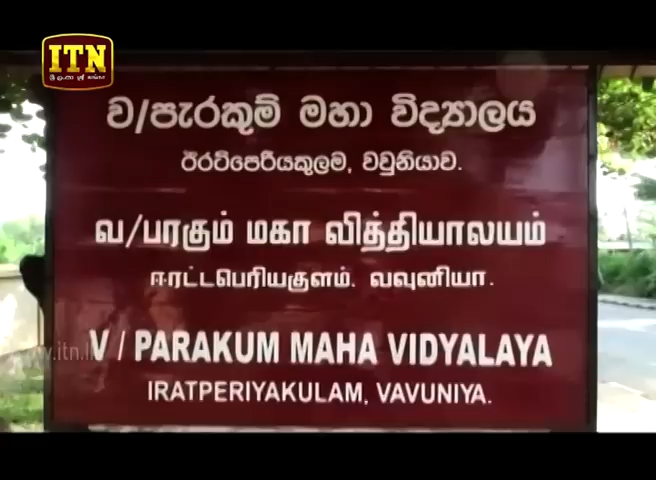 ITN
ව/පැරකුම් මහා විද්‍යාලය
ඊරට්පෙරියකුලම, වවුනියාව.
வ/பரகும் மகா வித்தியாலயம்
ஈரட்டபெரியகுளம். வவுனியா.
V / PARAKUM MAHA VIDYALAYA
IRATPERIYAKULAM, VAVUNIYA.